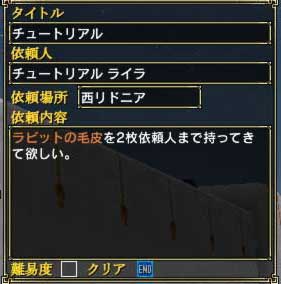 タイトル
チュートリアル
依頼人
チュートリアル ライラ
依頼場所 西リドニア
依頼内容
ラビットの毛皮を2枚依頼人まで持ってき
て欲しい。
難易度 クリア END